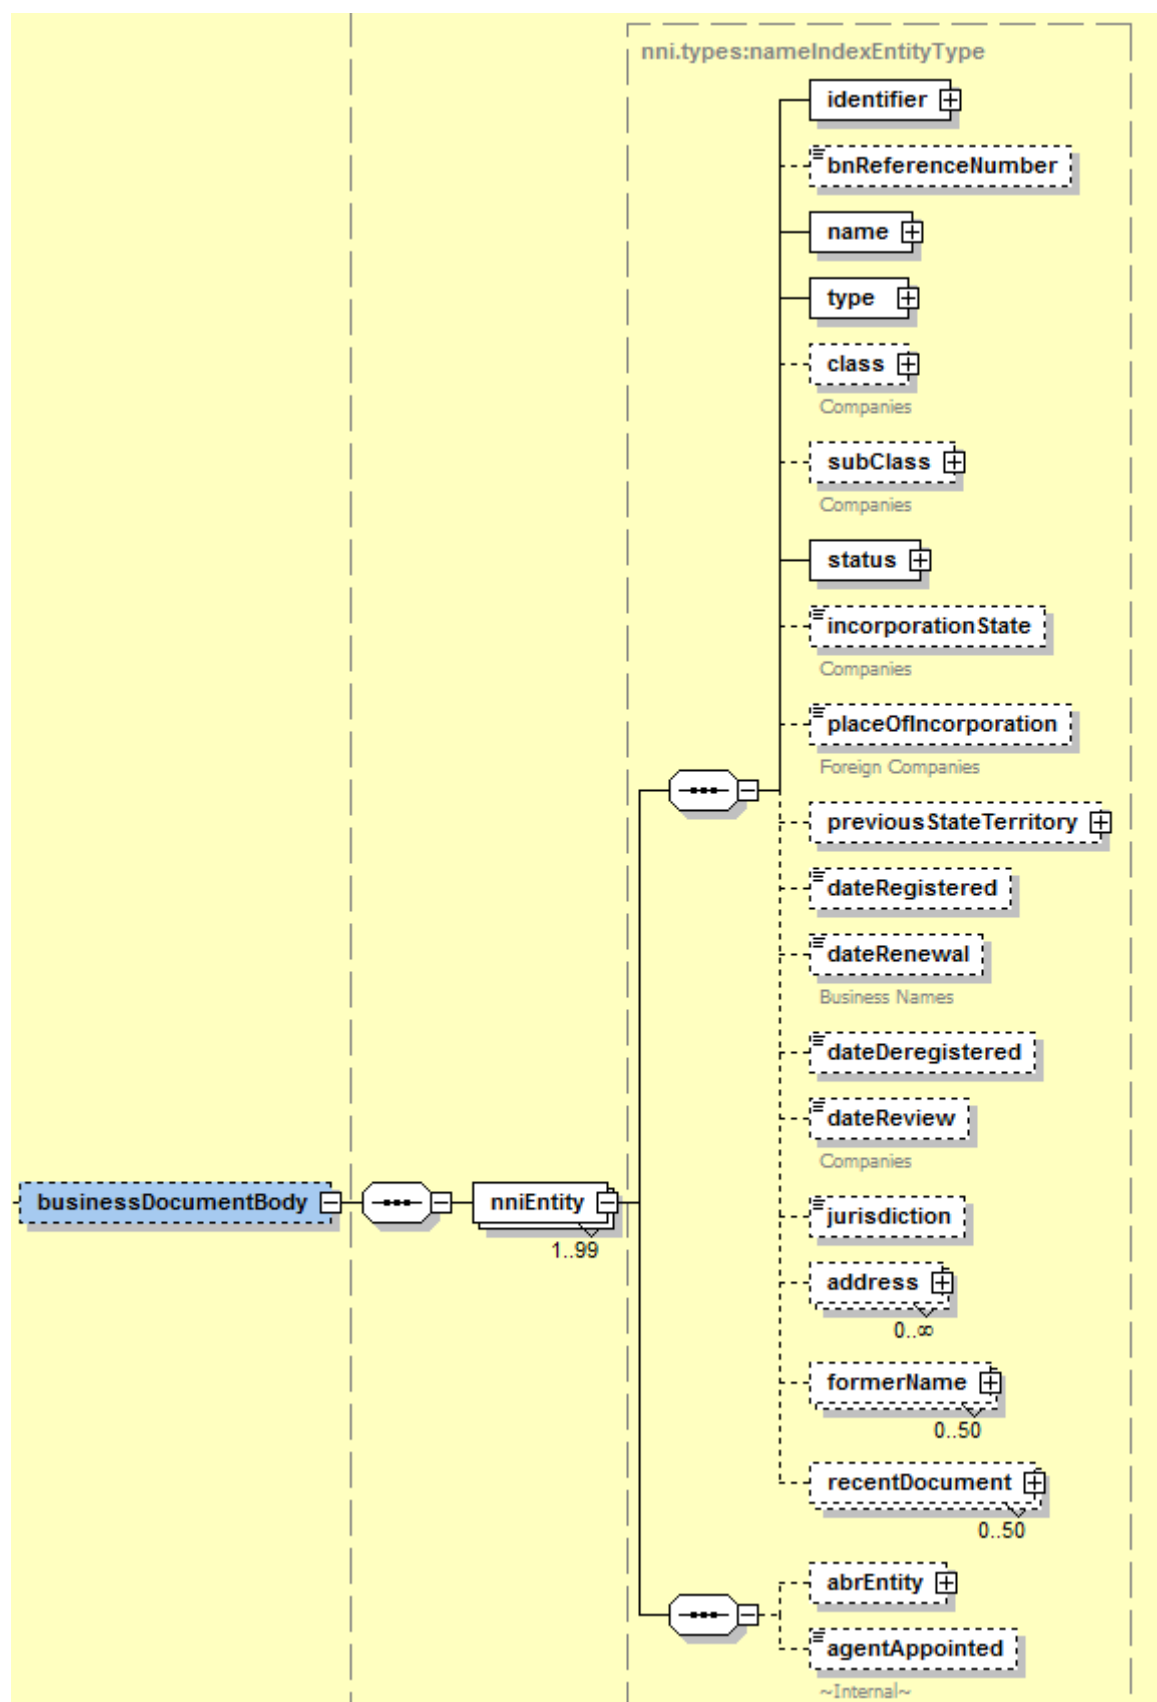 nni.types:nameIndexEntityType
identifier
bnReferenceNumber
name
type
class
Companies
subClass
Companies
status
incorporationState
Companies
placeOfIncorporation
Foreign Companies
previousStateTerritory
dateRegistered
dateRenewal
Business Names
dateDeregistered
dateReview
Companies
businessDocumentBody
nniEntity
1..99
jurisdiction
address
0..∞
formerName
0..50
recentDocument
0..50
abrEntity
agentAppointed
~Internal~